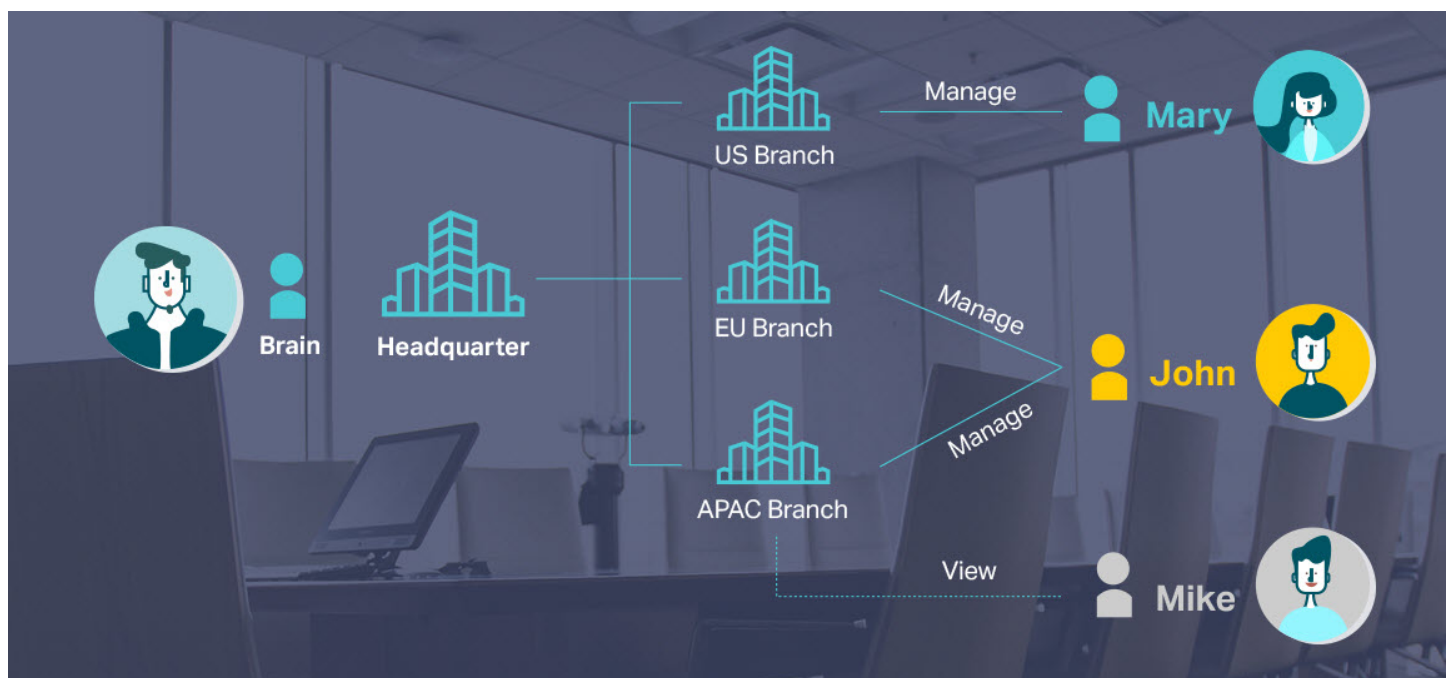 Manage
Mary
US Branch
Brain
Headquarter
EU Branch
Manage
John
Manage
APAC Branch
View
Mike